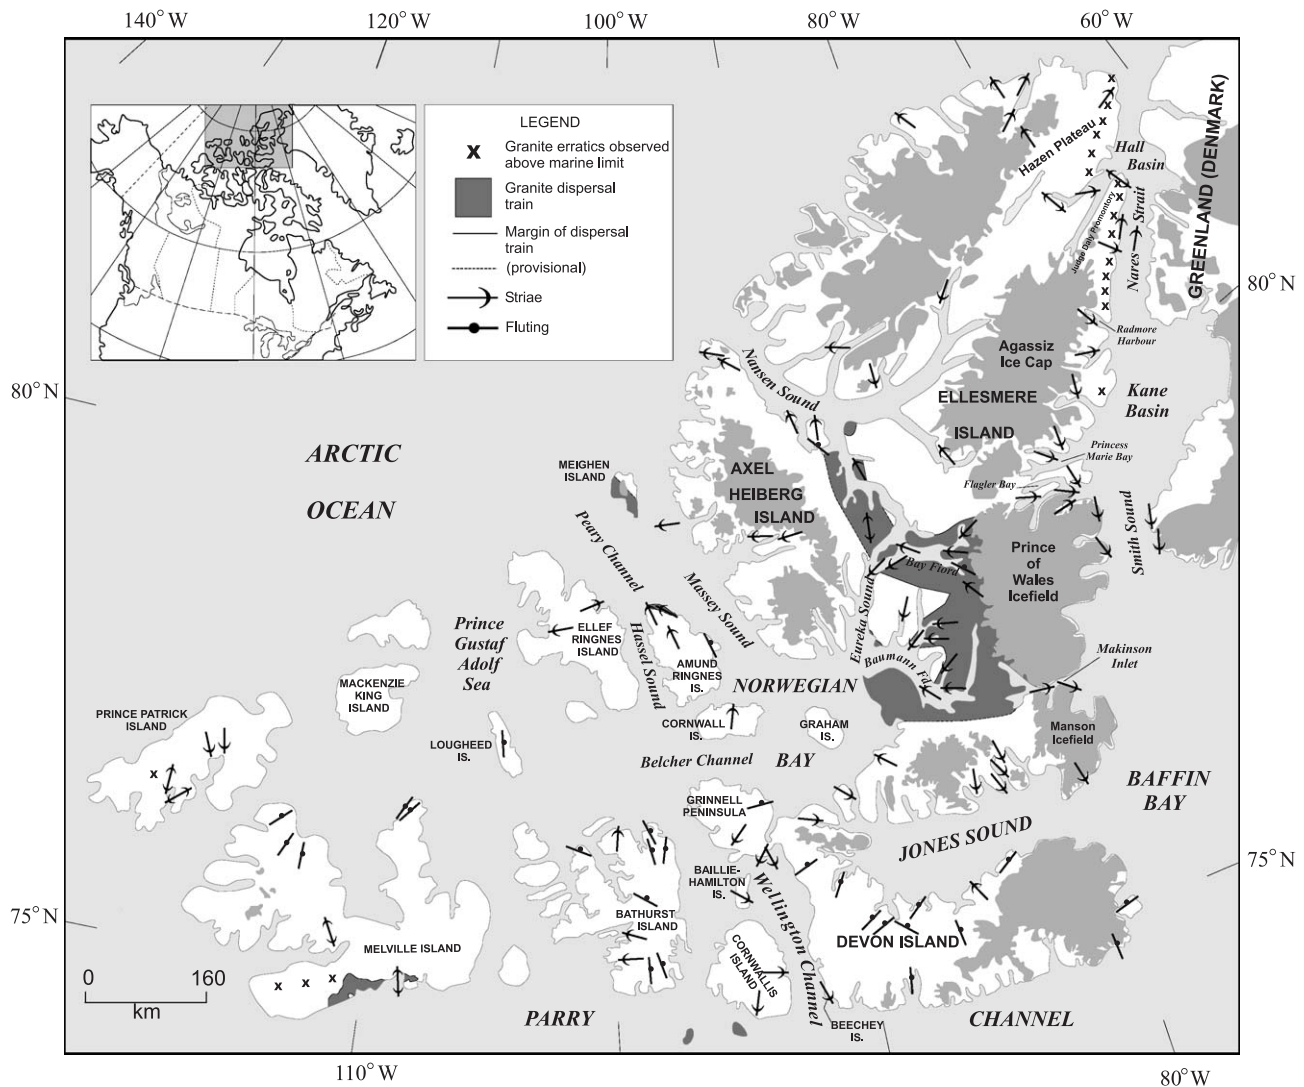 140°W
120°W
100°W
80°W
60°W
LEGEND
x Granite erratics observed
above marine limit
Granite dispersal
train
Margin of dispersal
train
(provisional)
Striae
Fluting
Hazen Plateau
Hall
Basin
GREENLAND (DENMARK)
Judge Daly Promontory
Nares Strait
80°N
Radmore
Harbour
Agassiz
Ice Cap
ELLESMERE
ISLAND
Kane
Basin
Nansen Sound
80°N
ARCTIC
OCEAN
MEIGHEN
ISLAND
AXEL
HEIBERG
ISLAND
Princess
Marie Bay
Flagler Bay
Smith Sound
Peary Channel
Massey Sound
Prince
of
Wales
Icefield
Bay Fiord
Eureka Sound
Baumann Fd.
Makinson
Inlet
Prince
Gustaf
Adolf
Sea
ELLEF
RINGNES
ISLAND
Hassel Sound
AMUND
RINGNES
IS.
NORWEGIAN
BAY
MACKENZIE
KING
ISLAND
PRINCE PATRICK
ISLAND
LOUGHEED
IS.
CORNWALL
IS.
GRAHAM
IS.
Manson
Icefield
Belcher Channel
BAFFIN
BAY
GRINNELL
PENINSULA
JONES SOUND
75°N
BAILLIE-
HAMILTON
IS.
Wellington Channel
75°N
BATHURST
ISLAND
DEVON ISLAND
MELVILLE ISLAND
CORNWALLIS
ISLAND
0 160
km
PARRY
CHANNEL
BEECHEY
IS.
110°W
100°W
90°W
80°W